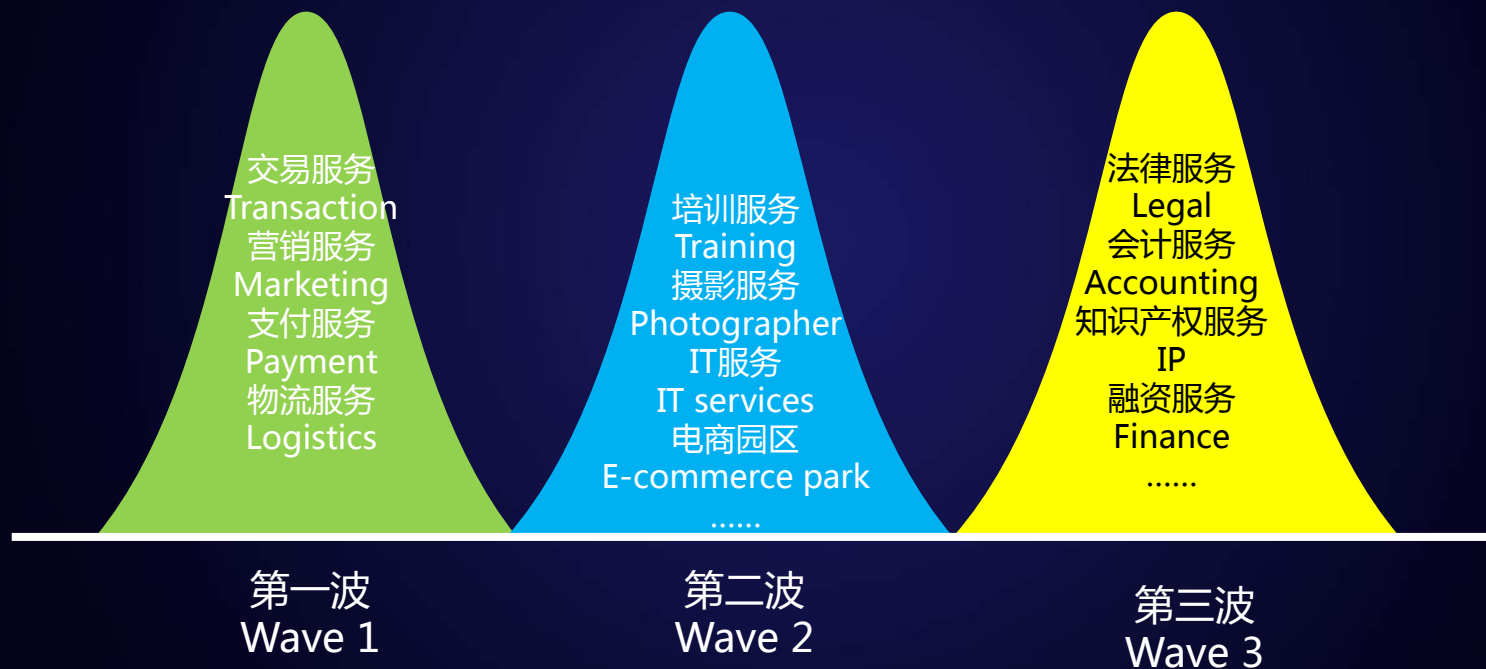 交易服务
Transaction
营销服务
Marketing
支付服务
Payment
物流服务
Logistics
培训服务
Training
摄影服务
Photographer
IT服务
IT services
电商园区
E-commerce park
......
法律服务
Legal
会计服务
Accounting
知识产权服务
IP
融资服务
Finance
......
第一波
Wave 1
第二波
Wave 2
第三波
Wave 3